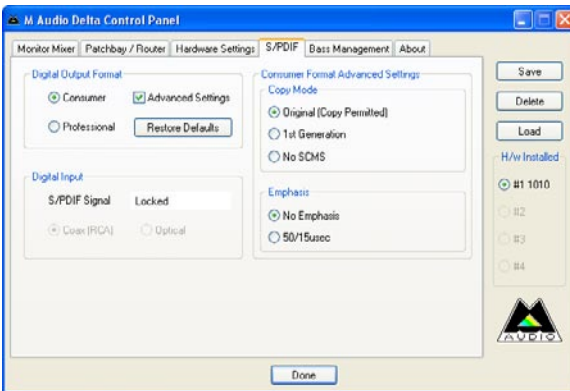 M Audio Delta Control Panel
Monitor Mixer
Patchbay / Router
Hardware Settings
S/PDIF
Bass Management
About
Digital Output Format
Consumer
Advanced Settings
Professional
Restore Defaults
Digital Input
S/PDIF Signal
Locked
Coax (RCA)
Optical
Consumer Format Advanced Settings
Copy Mode
Original (Copy Permitted)
1st Generation
No SCMS
Emphasis
No Emphasis
50/15usec
Save
Delete
Load
H/w Installed
#1 1010
#2
#3
#4
M
AUDIO
Done